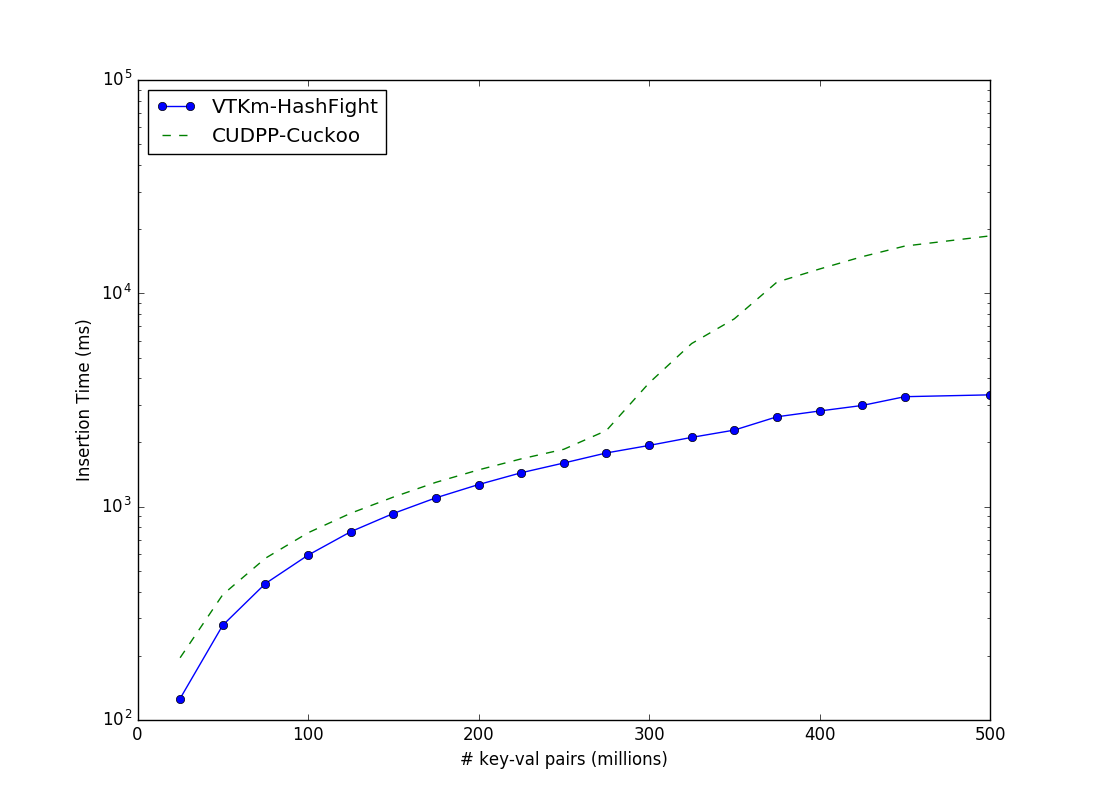 VTKm-HashFight
CUDPP-Cuckoo
10^5
10^4
10^3
10^2
Insertion Time (ms)
0 100 200 300 400 500
# key-val pairs (millions)